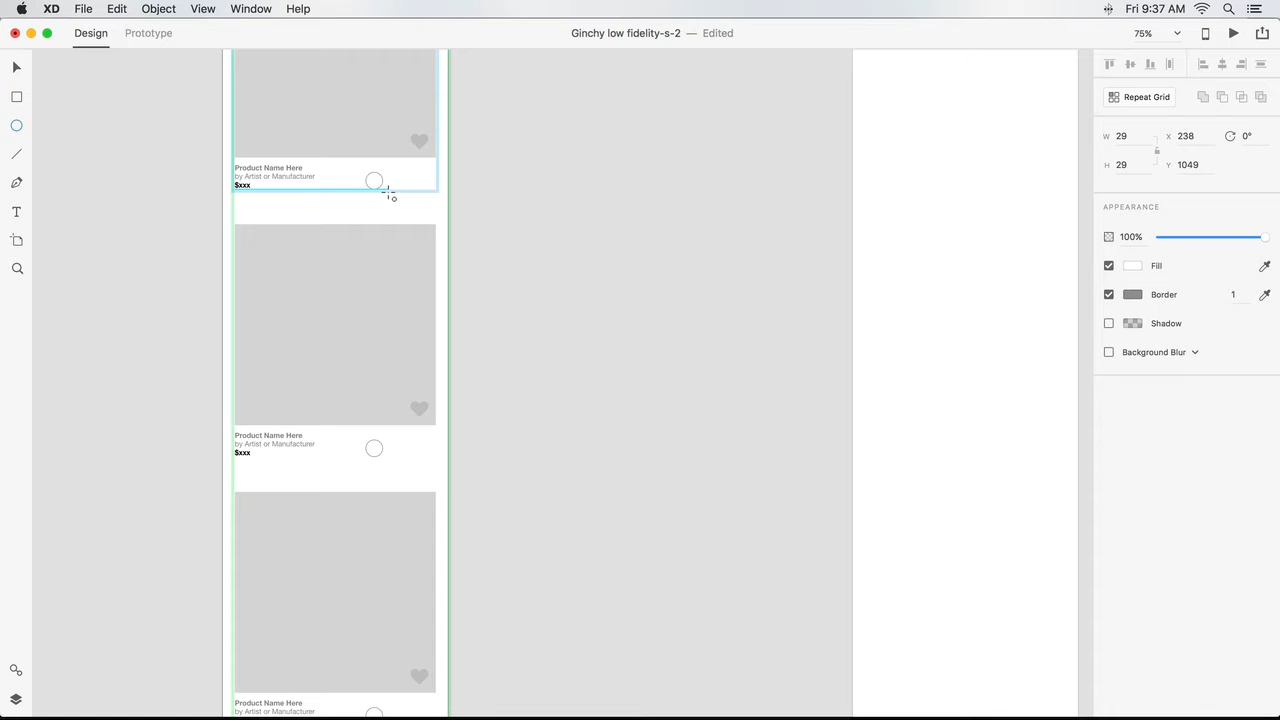 XD File Edit Object View Window Help
Fri 9:37 AM
Design Prototype
Ginchy low fidelity-s-2 — Edited
75%
Repeat Grid
W 29 X 238 0°
H 29 Y 1049
APPEARANCE
100%
Fill
Border 1
Shadow
Background Blur
Product Name Here
by Artist or Manufacturer
$xxx
Product Name Here
by Artist or Manufacturer
$xxx
Product Name Here
by Artist or Manufacturer